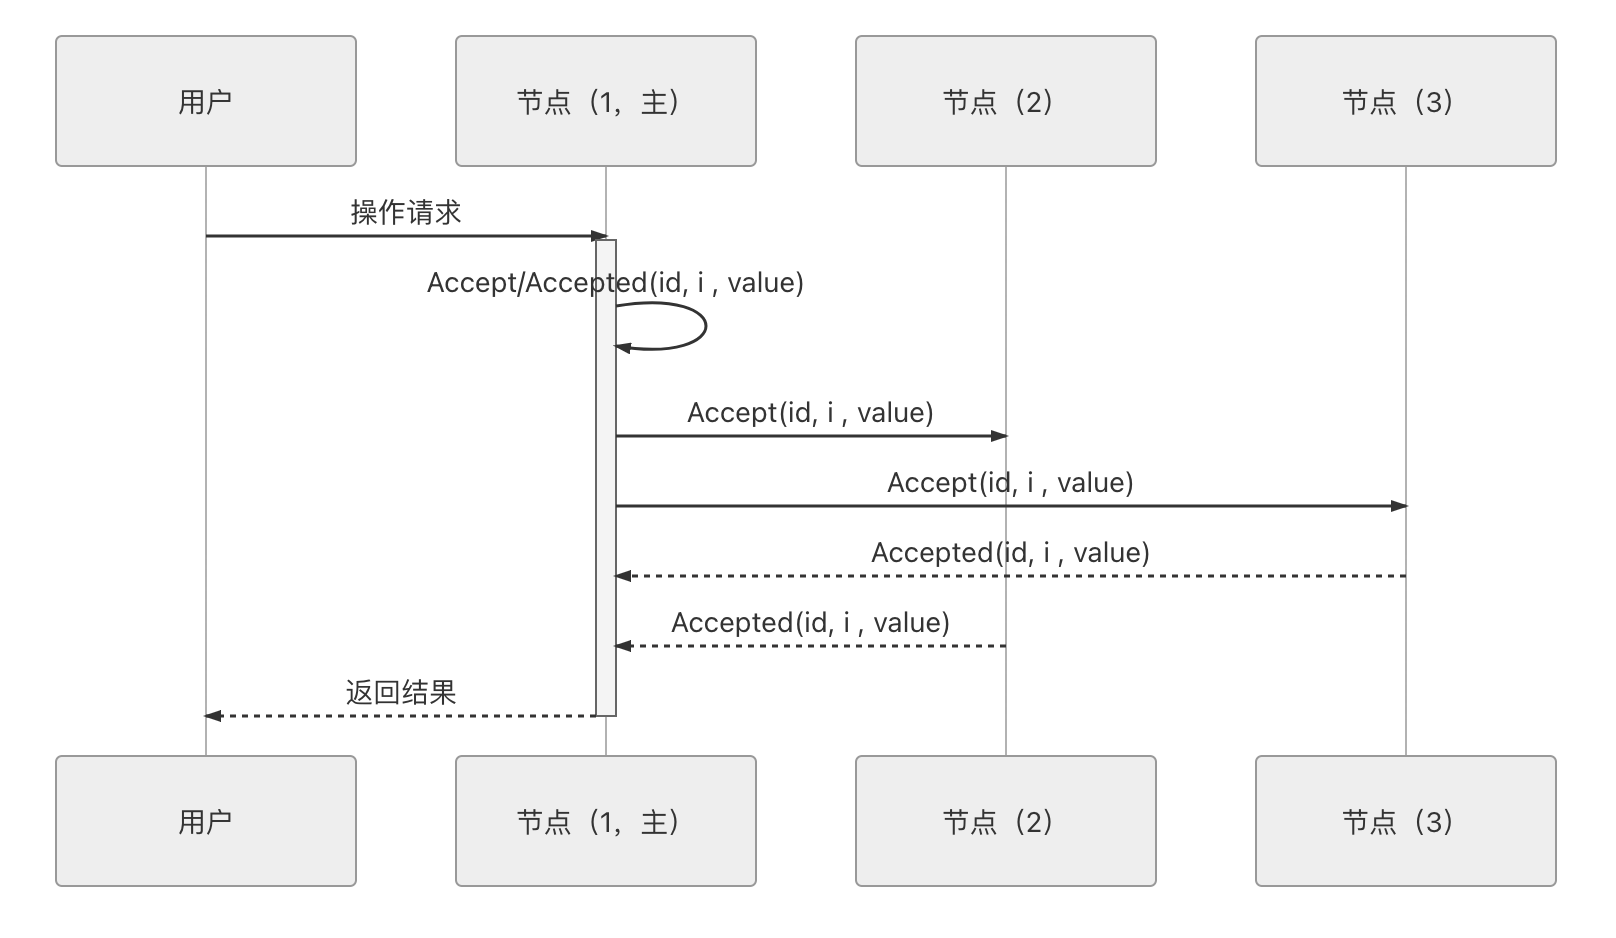 用户
节点（1，主）
节点（2）
节点（3）
操作请求
Accept/Accepted(id, i , value)
Accept(id, i , value)
Accept(id, i , value)
Accepted(id, i , value)
Accepted(id, i , value)
返回结果
用户
节点（1，主）
节点（2）
节点（3）